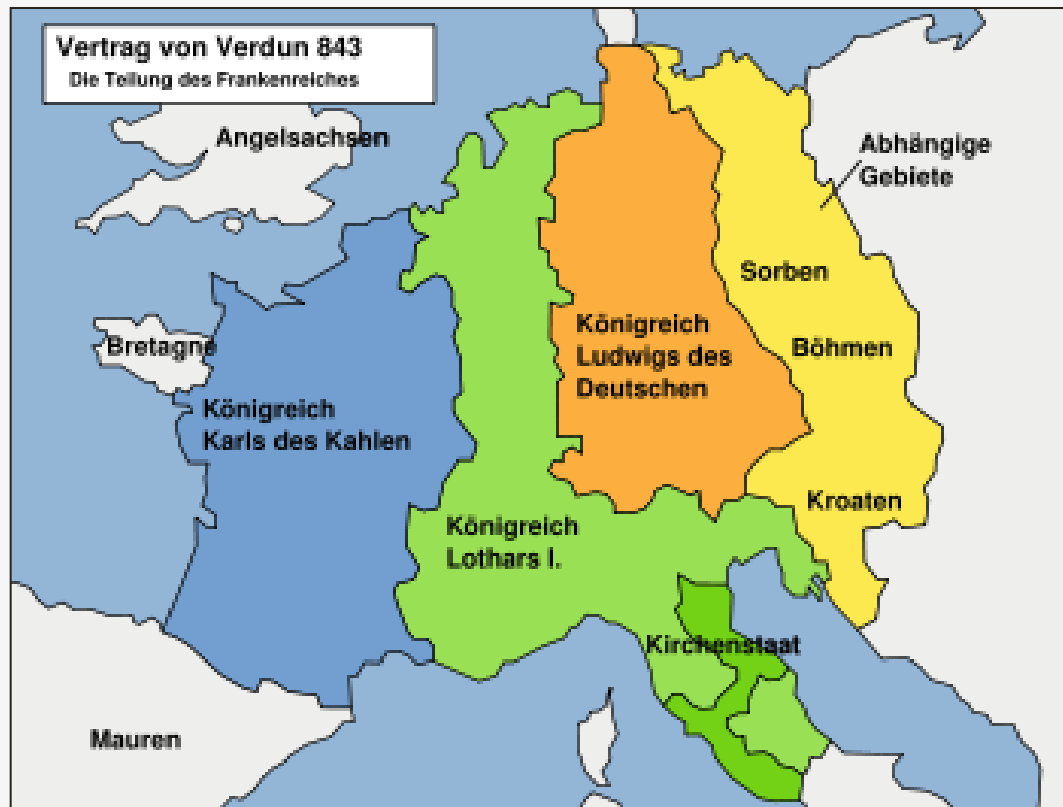 Vertrag von Verdun 843
Die Teilung des Frankenreiches
Angelsachsen
Abhängige
Gebiete
Sorben
Böhmen
Bretagne
Königreich
Ludwigs des
Deutschen
Königreich
Karls des Kahlen
Kroaten
Königreich
Lothars I.
Kirchenstaat
Mauren